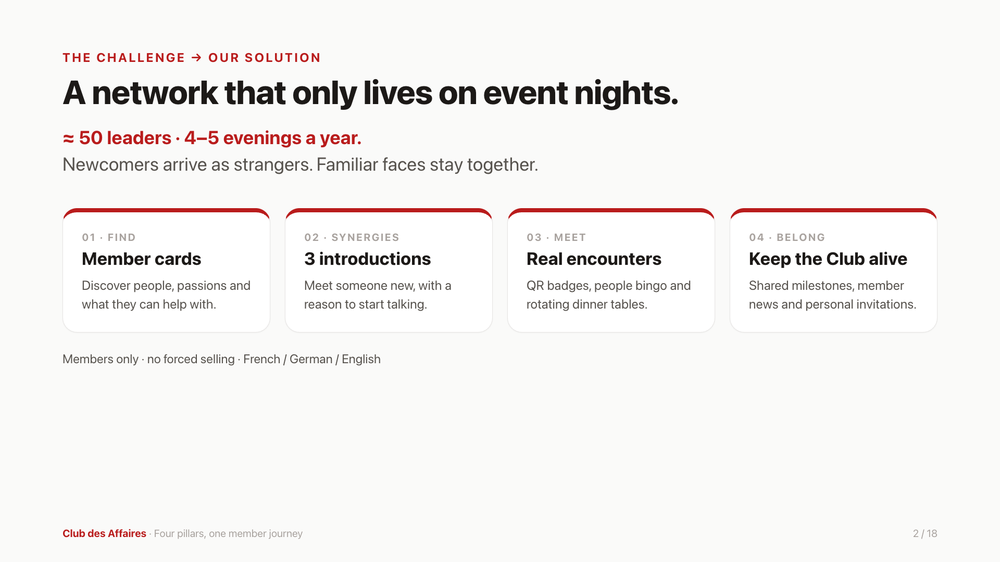 THE CHALLENGE → OUR SOLUTION
A network that only lives on event nights.
≈ 50 leaders · 4–5 evenings a year.
Newcomers arrive as strangers. Familiar faces stay together.
01 · FIND
Member cards
Discover people, passions and
what they can help with.
02 · SYNERGIES
3 introductions
Meet someone new, with a
reason to start talking.
03 · MEET
Real encounters
QR badges, people bingo and
rotating dinner tables.
04 · BELONG
Keep the Club alive
Shared milestones, member
news and personal invitations.
Members only · no forced selling · French / German / English
Club des Affaires · Four pillars, one member journey
2 / 18